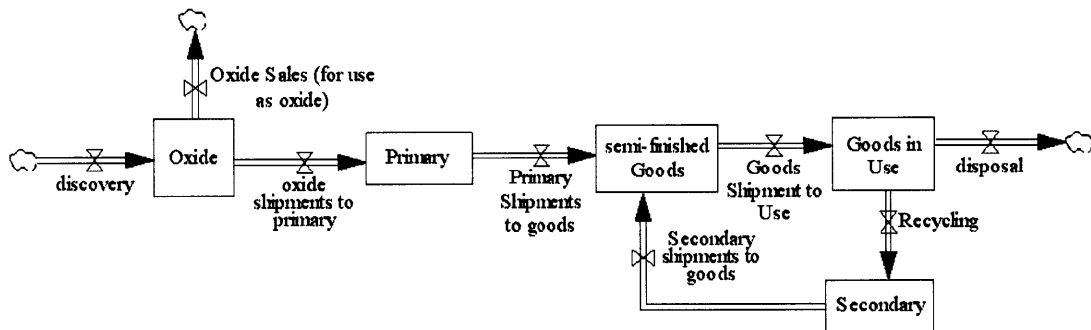 Oxide Sales (for use
as oxide)
discovery
Oxide
oxide
shipments to
primary
Primary
Primary
Shipments
to goods
semi-finished
Goods
Goods
Shipment to
Use
Goods in
Use
disposal
Recycling
Secondary
shipments to
goods
Secondary